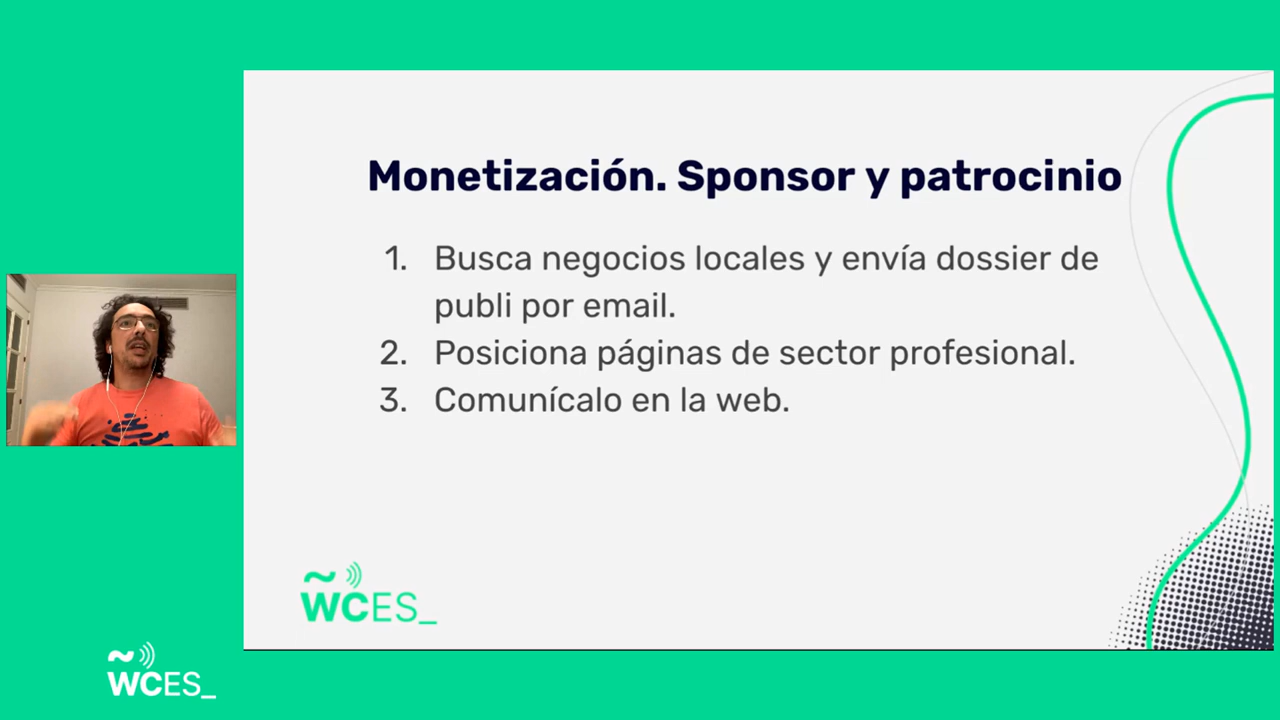 Monetización. Sponsor y patrocinio
1. Busca negocios locales y envía dossier de
publi por email.
2. Posiciona páginas de sector profesional.
3. Comunícalo en la web.
~ WCES_
~ WCES_